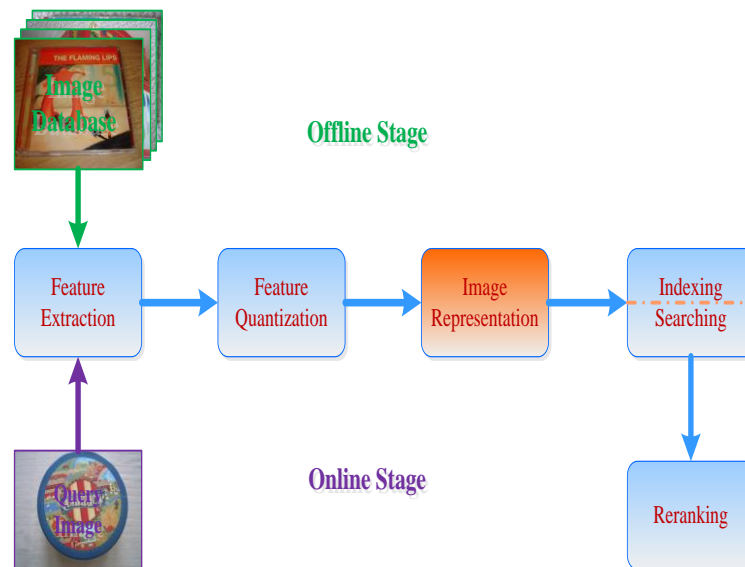 THE FLAMING LIPS
Image
Database
Offline Stage
Feature
Extraction
Feature
Quantization
Image
Representation
Indexing
Searching
Query
Image
Online Stage
Reranking